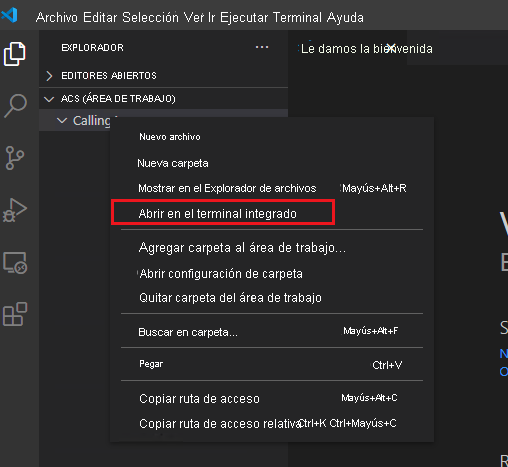 Archivo Editar Selección Ver Ir Ejecutar Terminal Ayuda
EXPLORADOR ...
Le damos la bienvenida
EDITORES ABIERTOS
ACS (ÁREA DE TRABAJO)
Calling
Nuevo archivo
Nueva carpeta
Mostrar en el Explorador de archivos Mayús+Alt+R
Abrir en el terminal integrado
Agregar carpeta al área de trabajo...
Abrir configuración de carpeta
Quitar carpeta del área de trabajo
Buscar en carpeta... Mayús+Alt+F
Pegar Ctrl+V
Copiar ruta de acceso Mayús+Alt+C
Copiar ruta de acceso relativa Ctrl+K Ctrl+Mayús+C